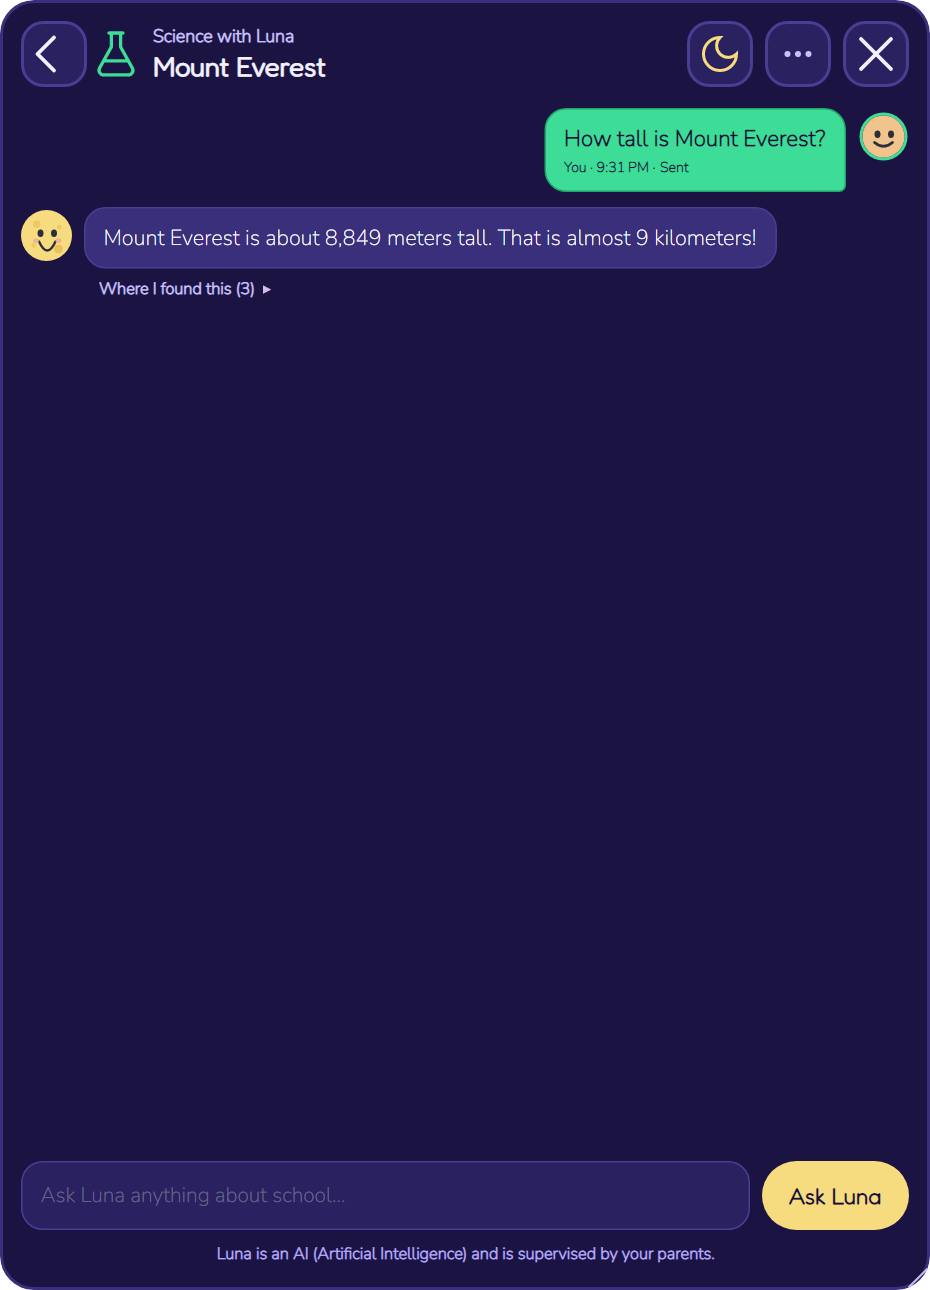 Science with Luna
Mount Everest
How tall is Mount Everest?
You · 9:31 PM · Sent
Mount Everest is about 8,849 meters tall. That is almost 9 kilometers!
Where I found this (3) ▸
Ask Luna anything about school...
Ask Luna
Luna is an AI (Artificial Intelligence) and is supervised by your parents.